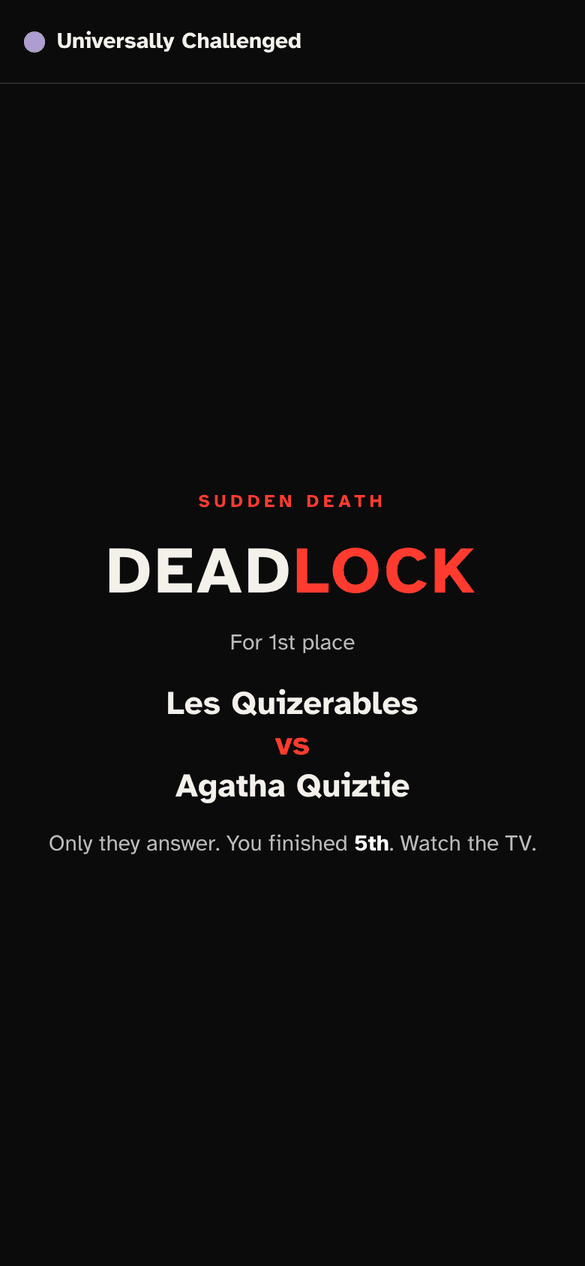 Universally Challenged
SUDDEN DEATH
DEADLOCK
For 1st place
Les Quizerables
vs
Agatha Quiztie
Only they answer. You finished 5th. Watch the TV.